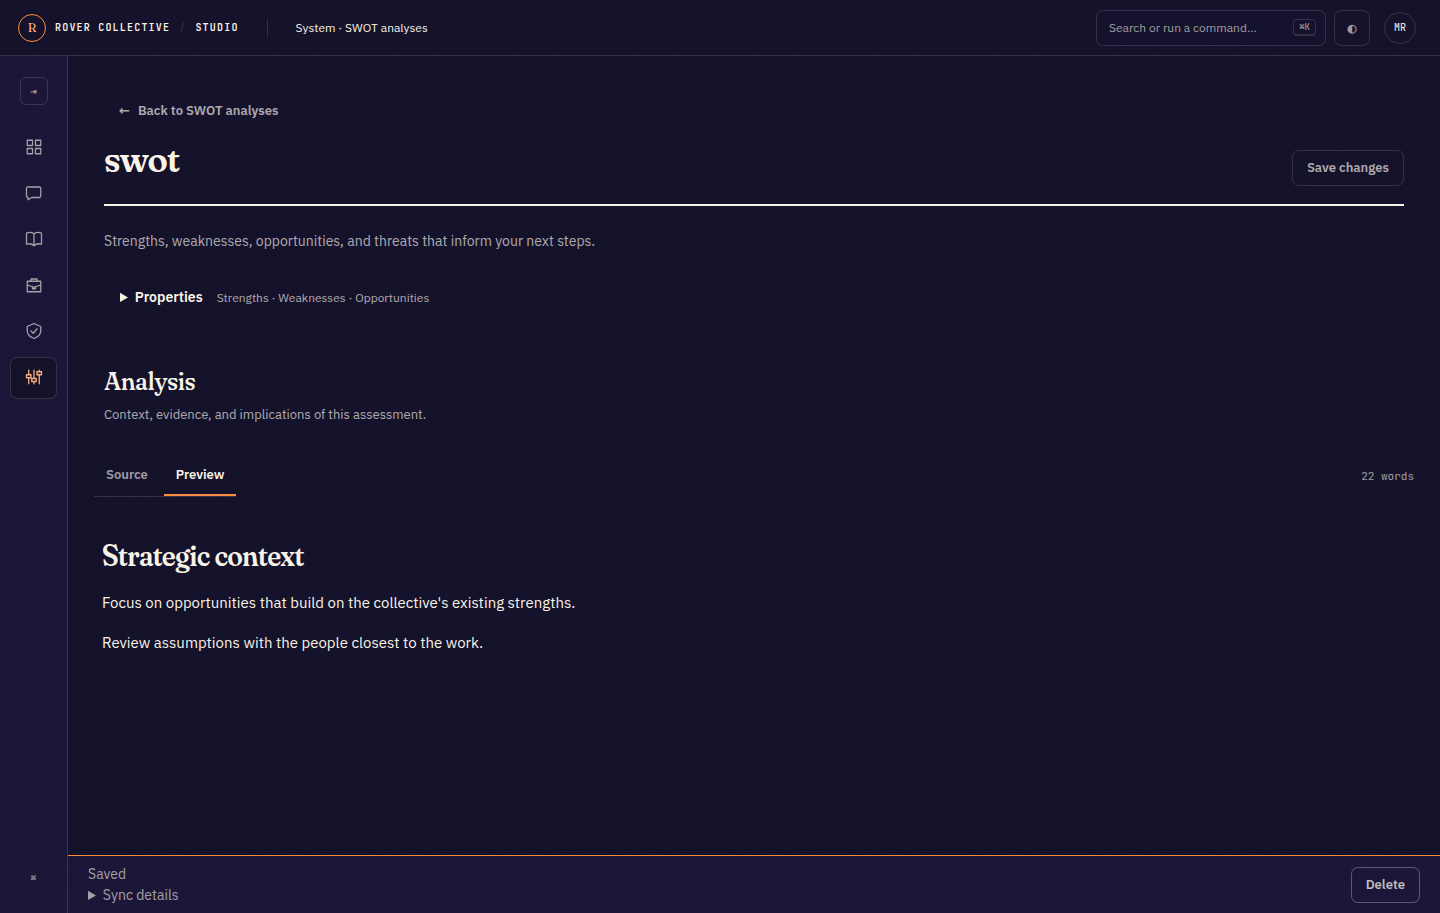 R ROVER COLLECTIVE / STUDIO System · SWOT analyses Search or run a command... ⌘K MR
← Back to SWOT analyses
swot
Save changes
Strengths, weaknesses, opportunities, and threats that inform your next steps.
Properties Strengths · Weaknesses · Opportunities
Analysis
Context, evidence, and implications of this assessment.
Source Preview 22 words
Strategic context
Focus on opportunities that build on the collective's existing strengths.
Review assumptions with the people closest to the work.
⌘
Saved
Sync details
Delete